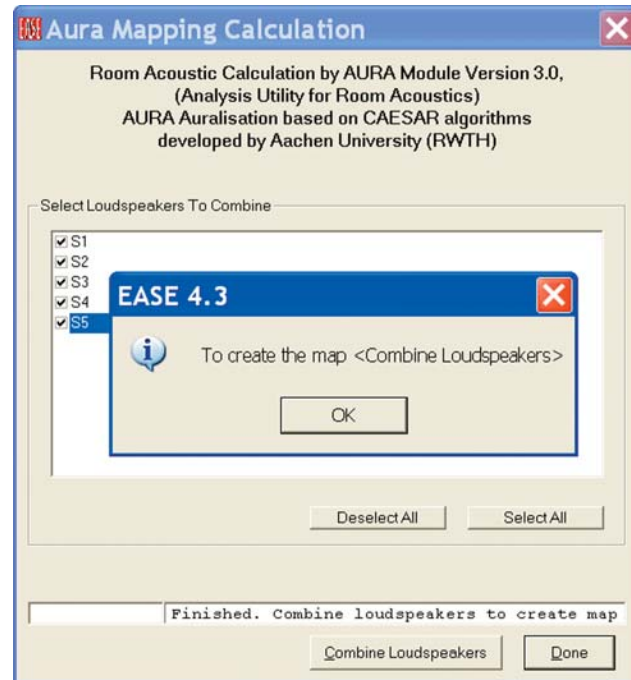 EASE Aura Mapping Calculation
Room Acoustic Calculation by AURA Module Version 3.0,
(Analysis Utility for Room Acoustics)
AURA Auralisation based on CAESAR algorithms
developed by Aachen University (RWTH)
Select Loudspeakers To Combine
S1
S2
S3
S4
S5
EASE 4.3
To create the map <Combine Loudspeakers>
OK
Deselect All
Select All
Finished. Combine loudspeakers to create map
Combine Loudspeakers
Done